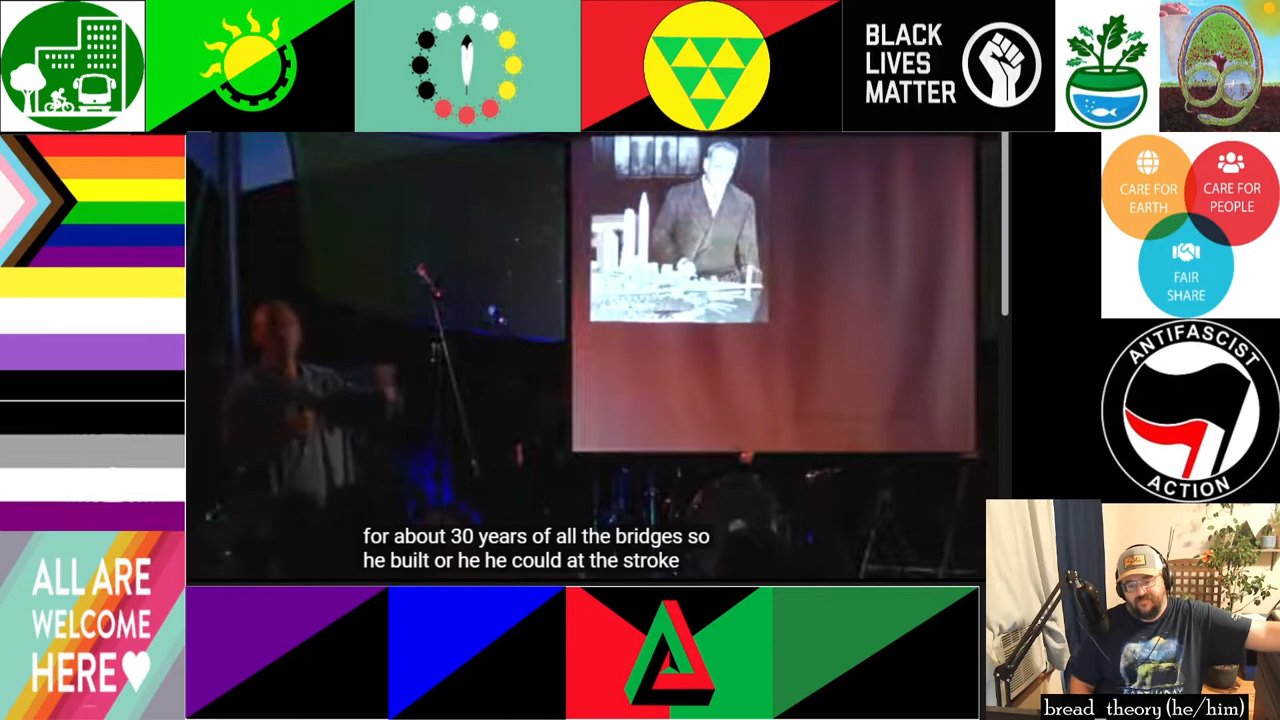 BLACK
LIVES
MATTER
CARE FOR
EARTH
CARE FOR
PEOPLE
FAIR
SHARE
ANTIFASCIST
ACTION
for about 30 years of all the bridges so
he built or he he could at the stroke
ALL ARE
WELCOME
HERE
bread_theory (he/him)